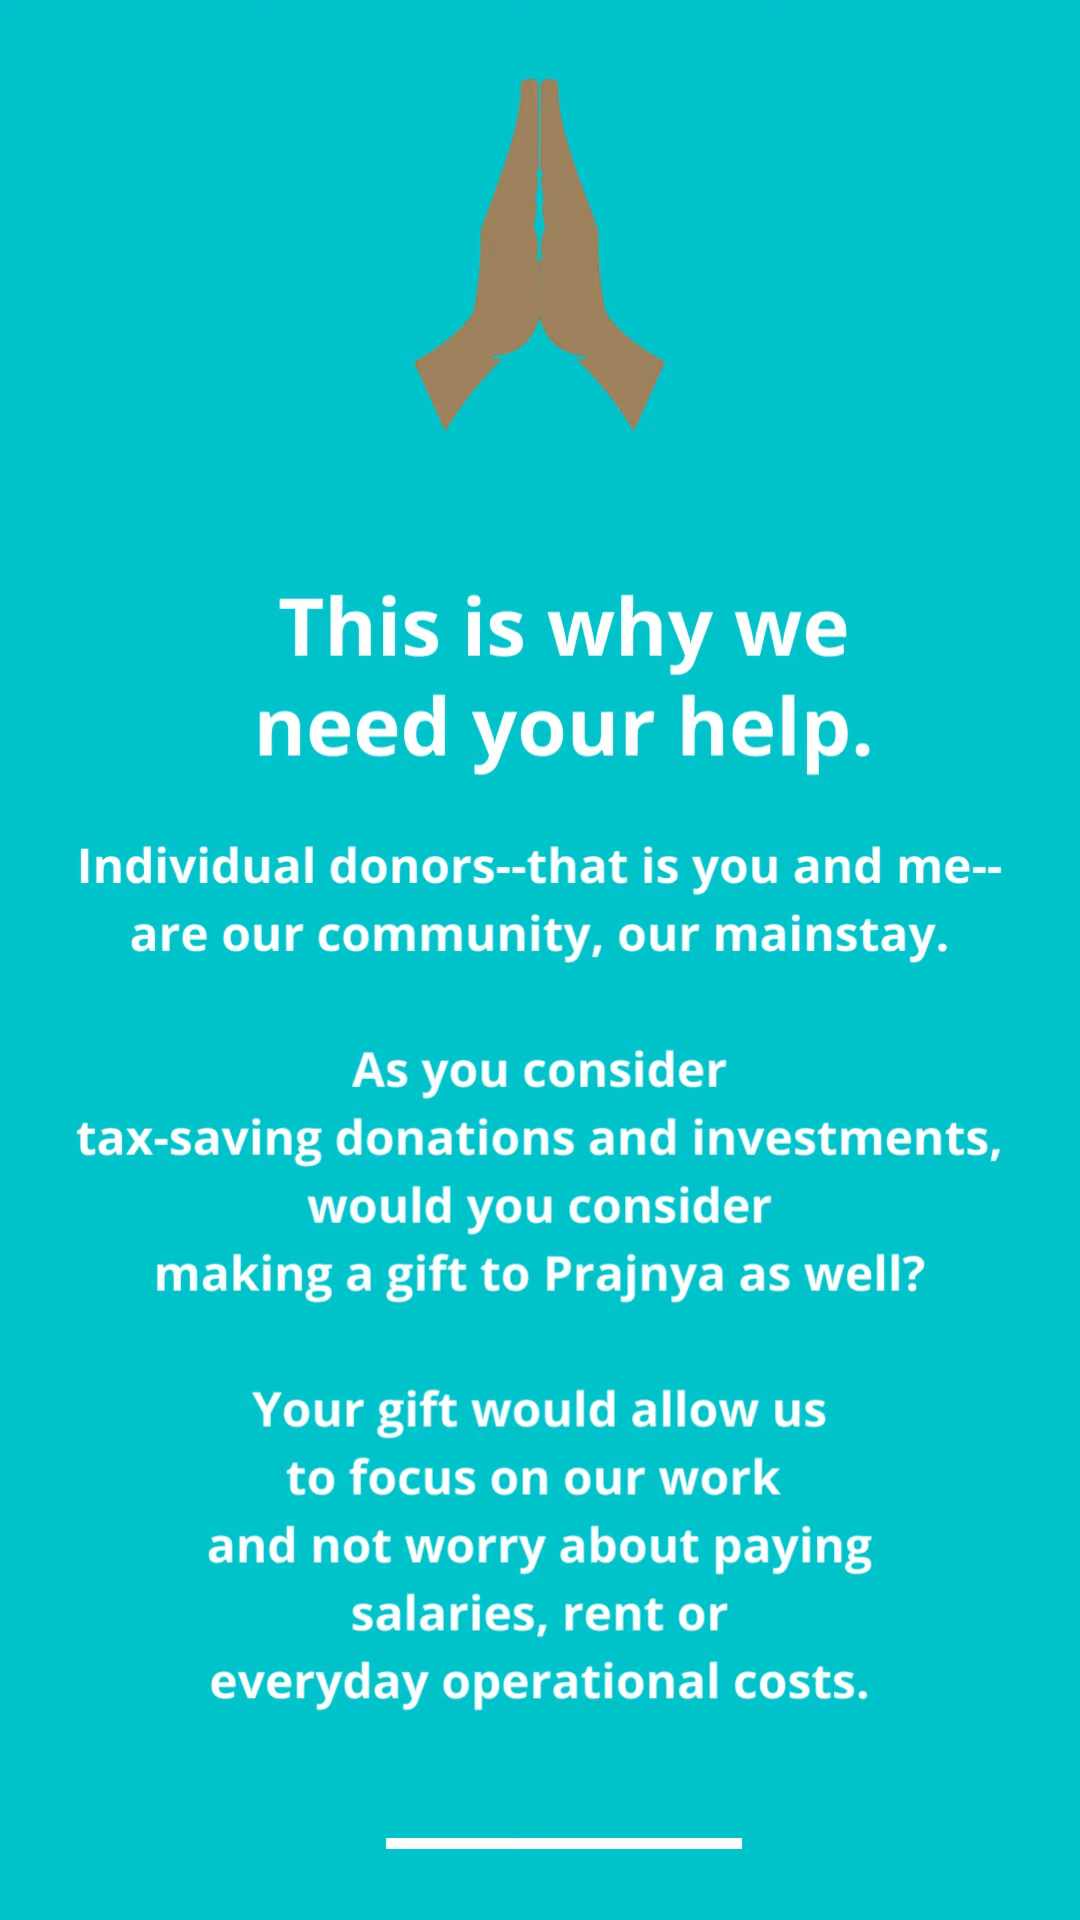 This is why we
need your help.
Individual donors--that is you and me--
are our community, our mainstay.
As you consider
tax-saving donations and investments,
would you consider
making a gift to Prajnya as well?
Your gift would allow us
to focus on our work
and not worry about paying
salaries, rent or
everyday operational costs.